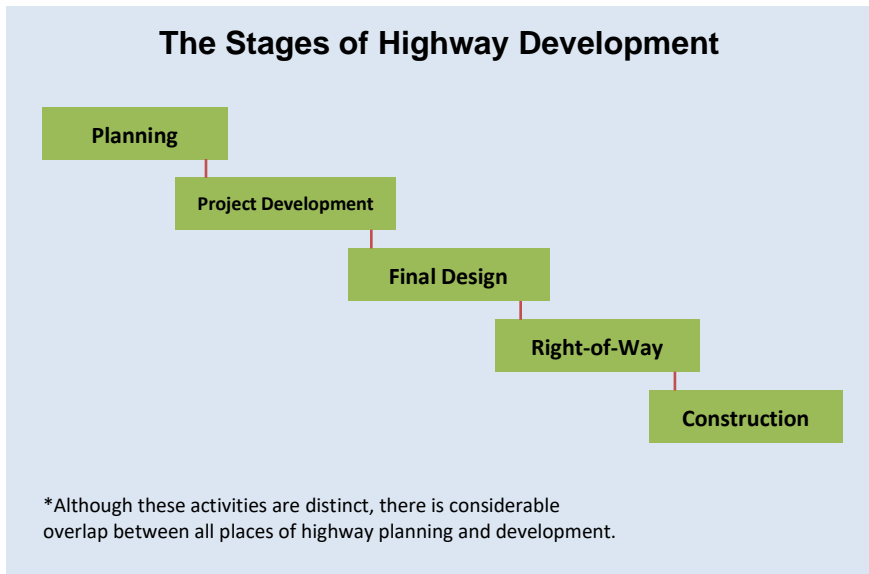 The Stages of Highway Development
Planning
Project Development
Final Design
Right-of-Way
Construction
*Although these activities are distinct, there is considerable
overlap between all places of highway planning and development.